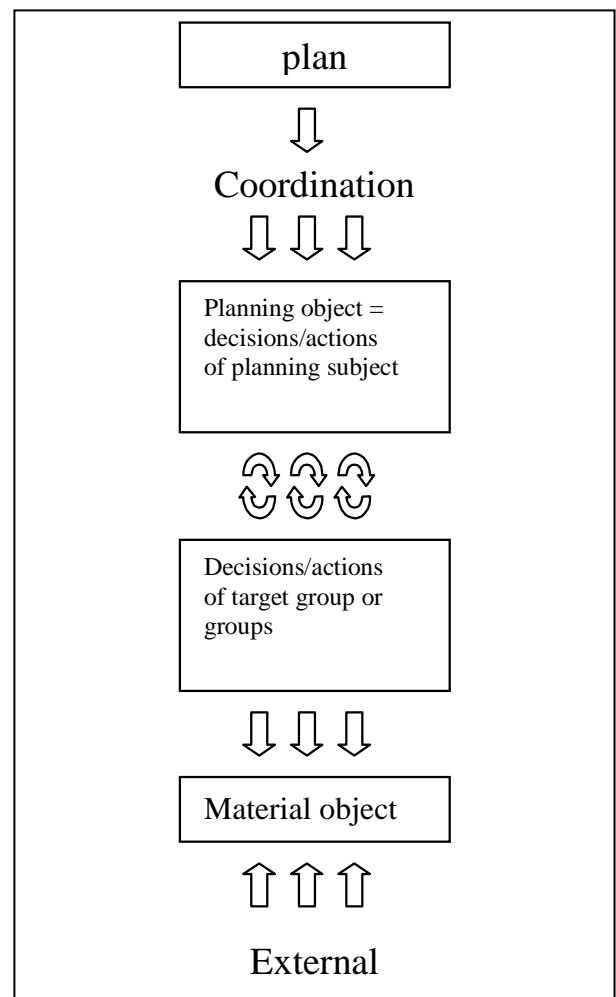 plan
Coordination
Planning object =
decisions/actions
of planning subject
Decisions/actions
of target group or
groups
Material object
External